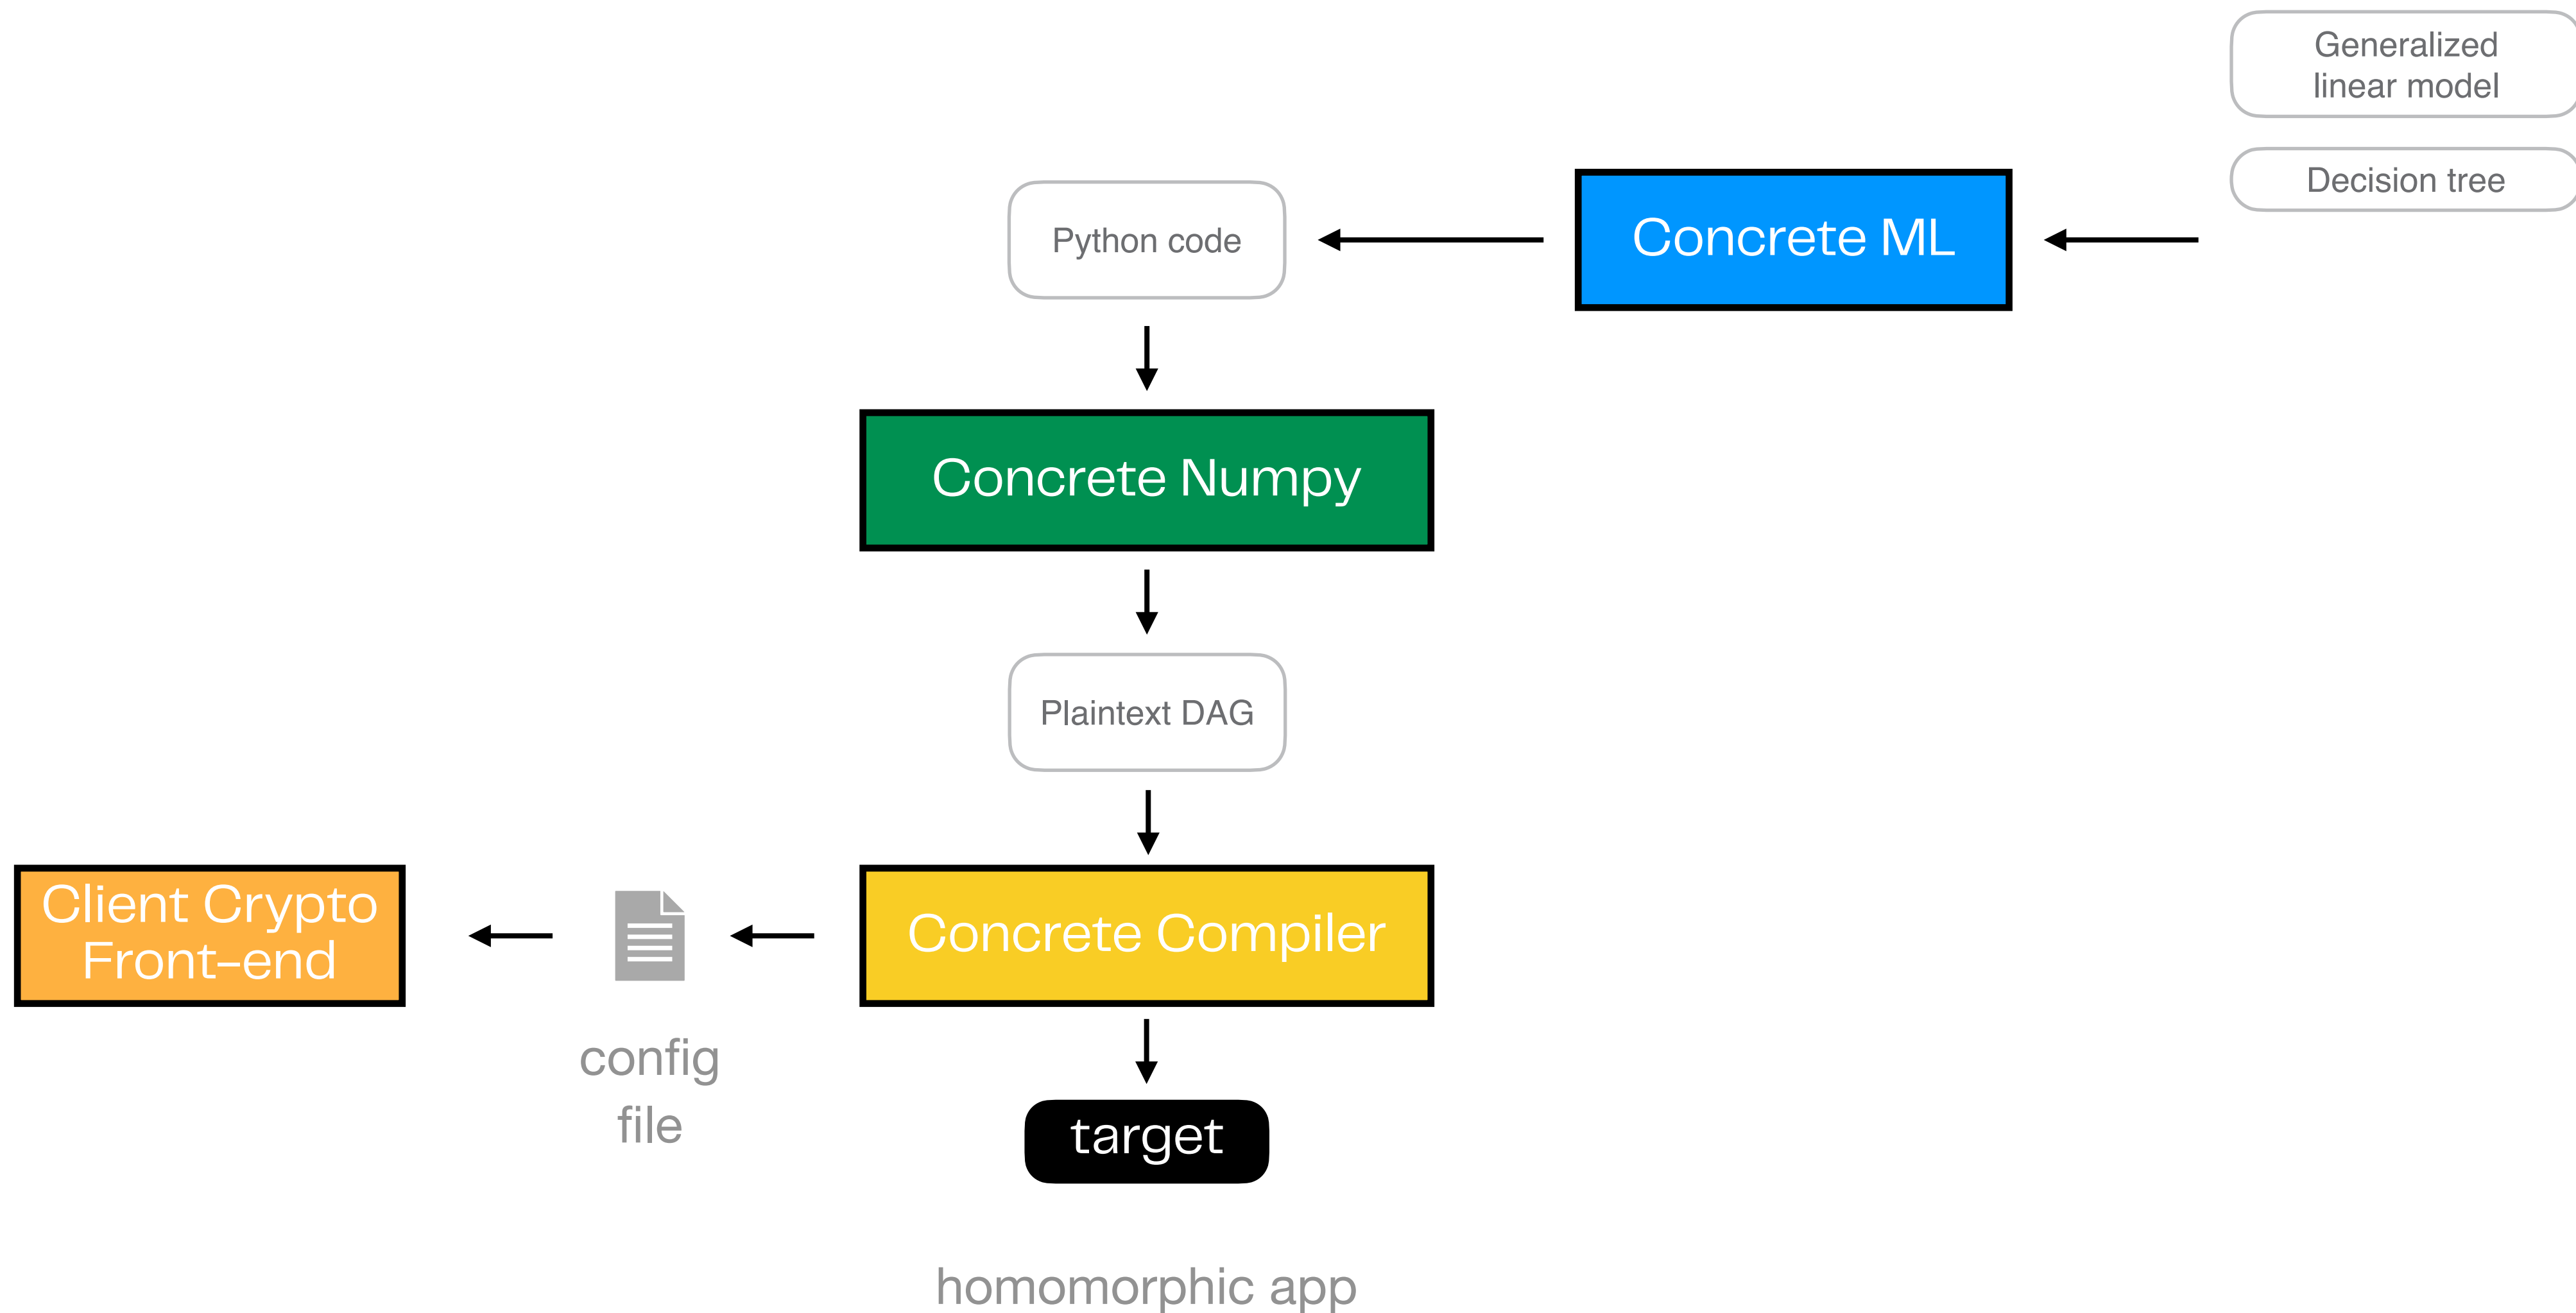 Generalized
linear model
Decision tree
Concrete ML
Python code
Concrete Numpy
Plaintext DAG
Concrete Compiler
config
file
Client Crypto
Front-end
target
homomorphic app